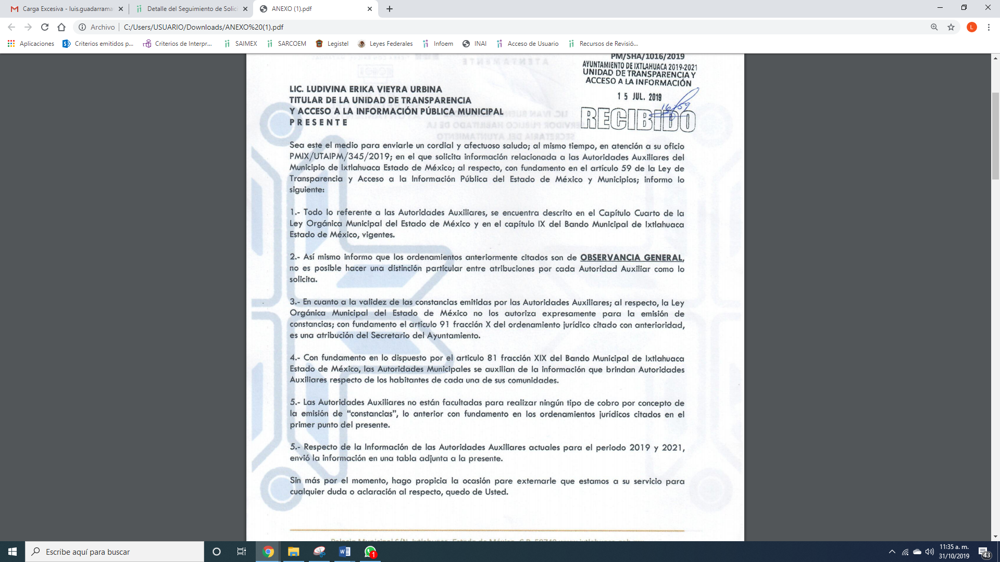 Carga Excesiva - luis.guadarrama
Detalle del Seguimiento de Solici
ANEXO (1).pdf
Archivo
C:/Users/USUARIO/Downloads/ANEXO%20(1).pdf
L
Aplicaciones
Criterios emitidos p...
Criterios de Interpr...
SAIMEX
SARCOEM
Legistel
Leyes Federales
Infoem
INAI
Acceso de Usuario
Recursos de Revisió...
PM/SHA/1016/2019
AYUNTAMIENTO DE IXTLAHUACA 2019-2021
UNIDAD DE TRANSPARENCIA Y
ACCESO A LA INFORMACIÓN
15 JUL. 2019
RECIBIDO
LIC. LUDIVINA ERIKA VIEYRA URBINA
TITULAR DE LA UNIDAD DE TRANSPARENCIA
Y ACCESO A LA INFORMACIÓN PÚBLICA MUNICIPAL
P R E S E N T E
Sea este el medio para enviarle un cordial y afectuoso saludo; al mismo tiempo, en atención a su oficio
PMIX/UTAIPM/345/2019; en el que solicita información relacionada a las Autoridades Auxiliares del
Municipio de Ixtlahuaca Estado de México; al respecto, con fundamento en el artículo 59 de la Ley de
Transparencia y Acceso a la Información Pública del Estado de México y Municipios; informo lo
siguiente:
1.- Todo lo referente a las Autoridades Auxiliares, se encuentra descrito en el Capítulo Cuarto de la
Ley Orgánica Municipal del Estado de México y en el capítulo IX del Bando Municipal de Ixtlahuaca
Estado de México, vigentes.
2.- Así mismo informo que los ordenamientos anteriormente citados son de OBSERVANCIA GENERAL,
no es posible hacer una distinción particular entre atribuciones por cada Autoridad Auxiliar como lo
solicita.
3.- En cuanto a la validez de las constancias emitidas por las Autoridades Auxiliares; al respecto, la Ley
Orgánica Municipal del Estado de México no los autoriza expresamente para la emisión de
constancias; con fundamento el artículo 91 fracción X del ordenamiento jurídico citado con anterioridad,
es una atribución del Secretario del Ayuntamiento.
4.- Con fundamento en lo dispuesto por el articulo 81 fracción XIX del Bando Municipal de Ixtlahuaca
Estado de México, las Autoridades Municipales se auxilian de la información que brindan Autoridades
Auxiliares respecto de los habitantes de cada una de sus comunidades.
5.- Las Autoridades Auxiliares no están facultadas para realizar ningún tipo de cobro por concepto de
la emisión de “constancias”, lo anterior con fundamento en los ordenamientos jurídicos citados en el
primer punto del presente.
5.- Respecto de la Información de las Autoridades Auxiliares actuales para el periodo 2019 y 2021,
envió la información en una tabla adjunta a la presente.
Sin más por el momento, hago propicia la ocasión pare externarle que estamos a su servicio para
cualquier duda o aclaración al respecto, quedo de Usted.
Escribe aquí para buscar
1
11:35 a. m.
31/10/2019
43